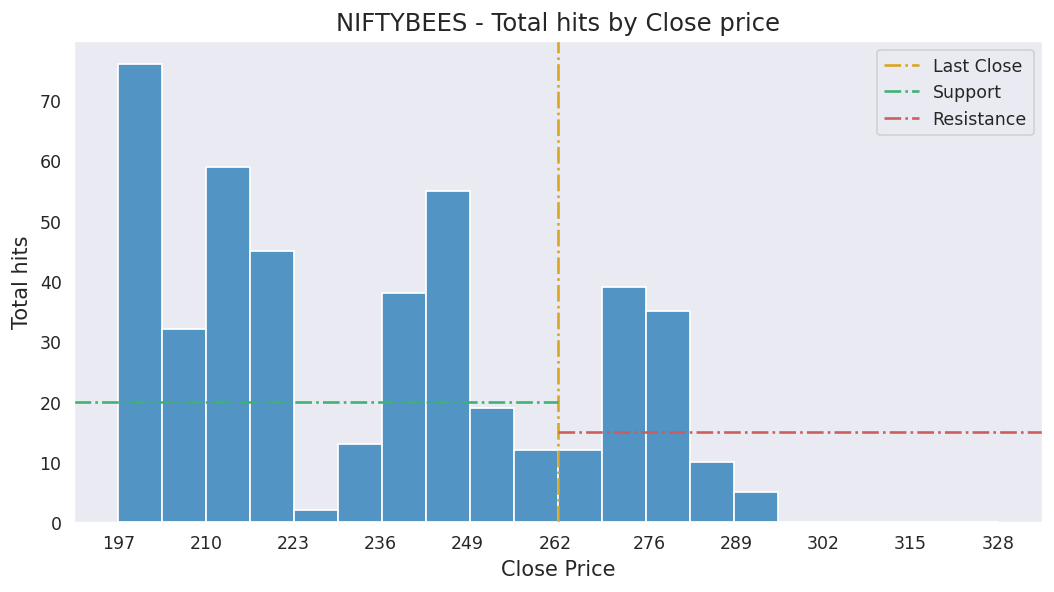 NIFTYBEES - Total hits by Close price
Last Close
Support
Resistance
Total hits
70
60
50
40
30
20
10
0
197 210 223 236 249 262 276 289 302 315 328
Close Price